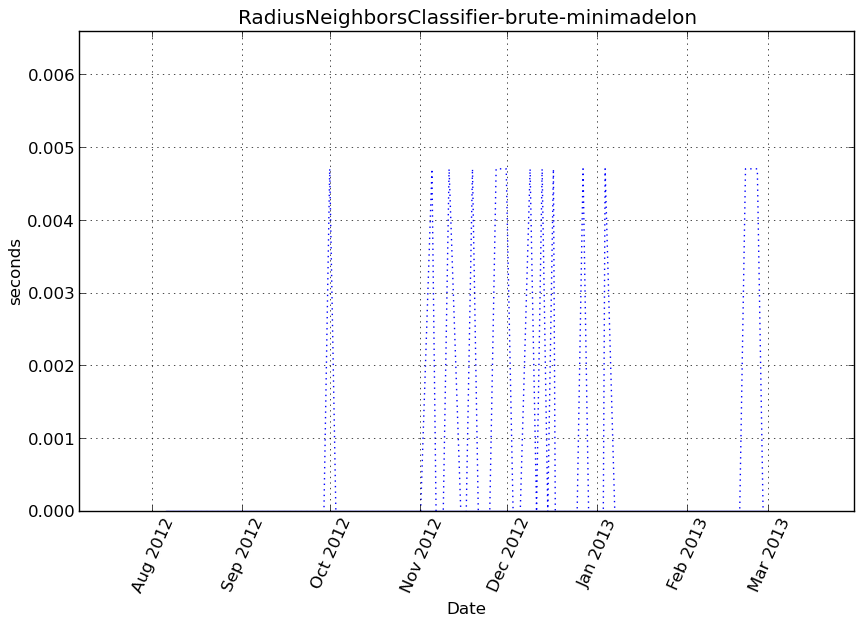 RadiusNeighborsClassifier-brute-minimadelon
0.006
0.005
0.004
0.003
0.002
0.001
0.000
seconds
Aug 2012
Sep 2012
Oct 2012
Nov 2012
Dec 2012
Jan 2013
Feb 2013
Mar 2013
Date